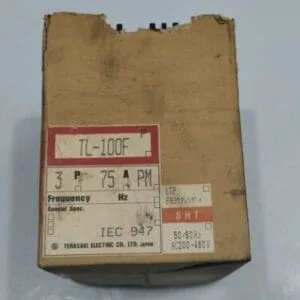 TL-100F P
3 P 75 A PM
Frequency Hz
Special Spec.
IEC 947
TERASAKI ELECTRIC CO., LTD. JAPAN
LTP
SHT
50/60Hz
AC200-480V